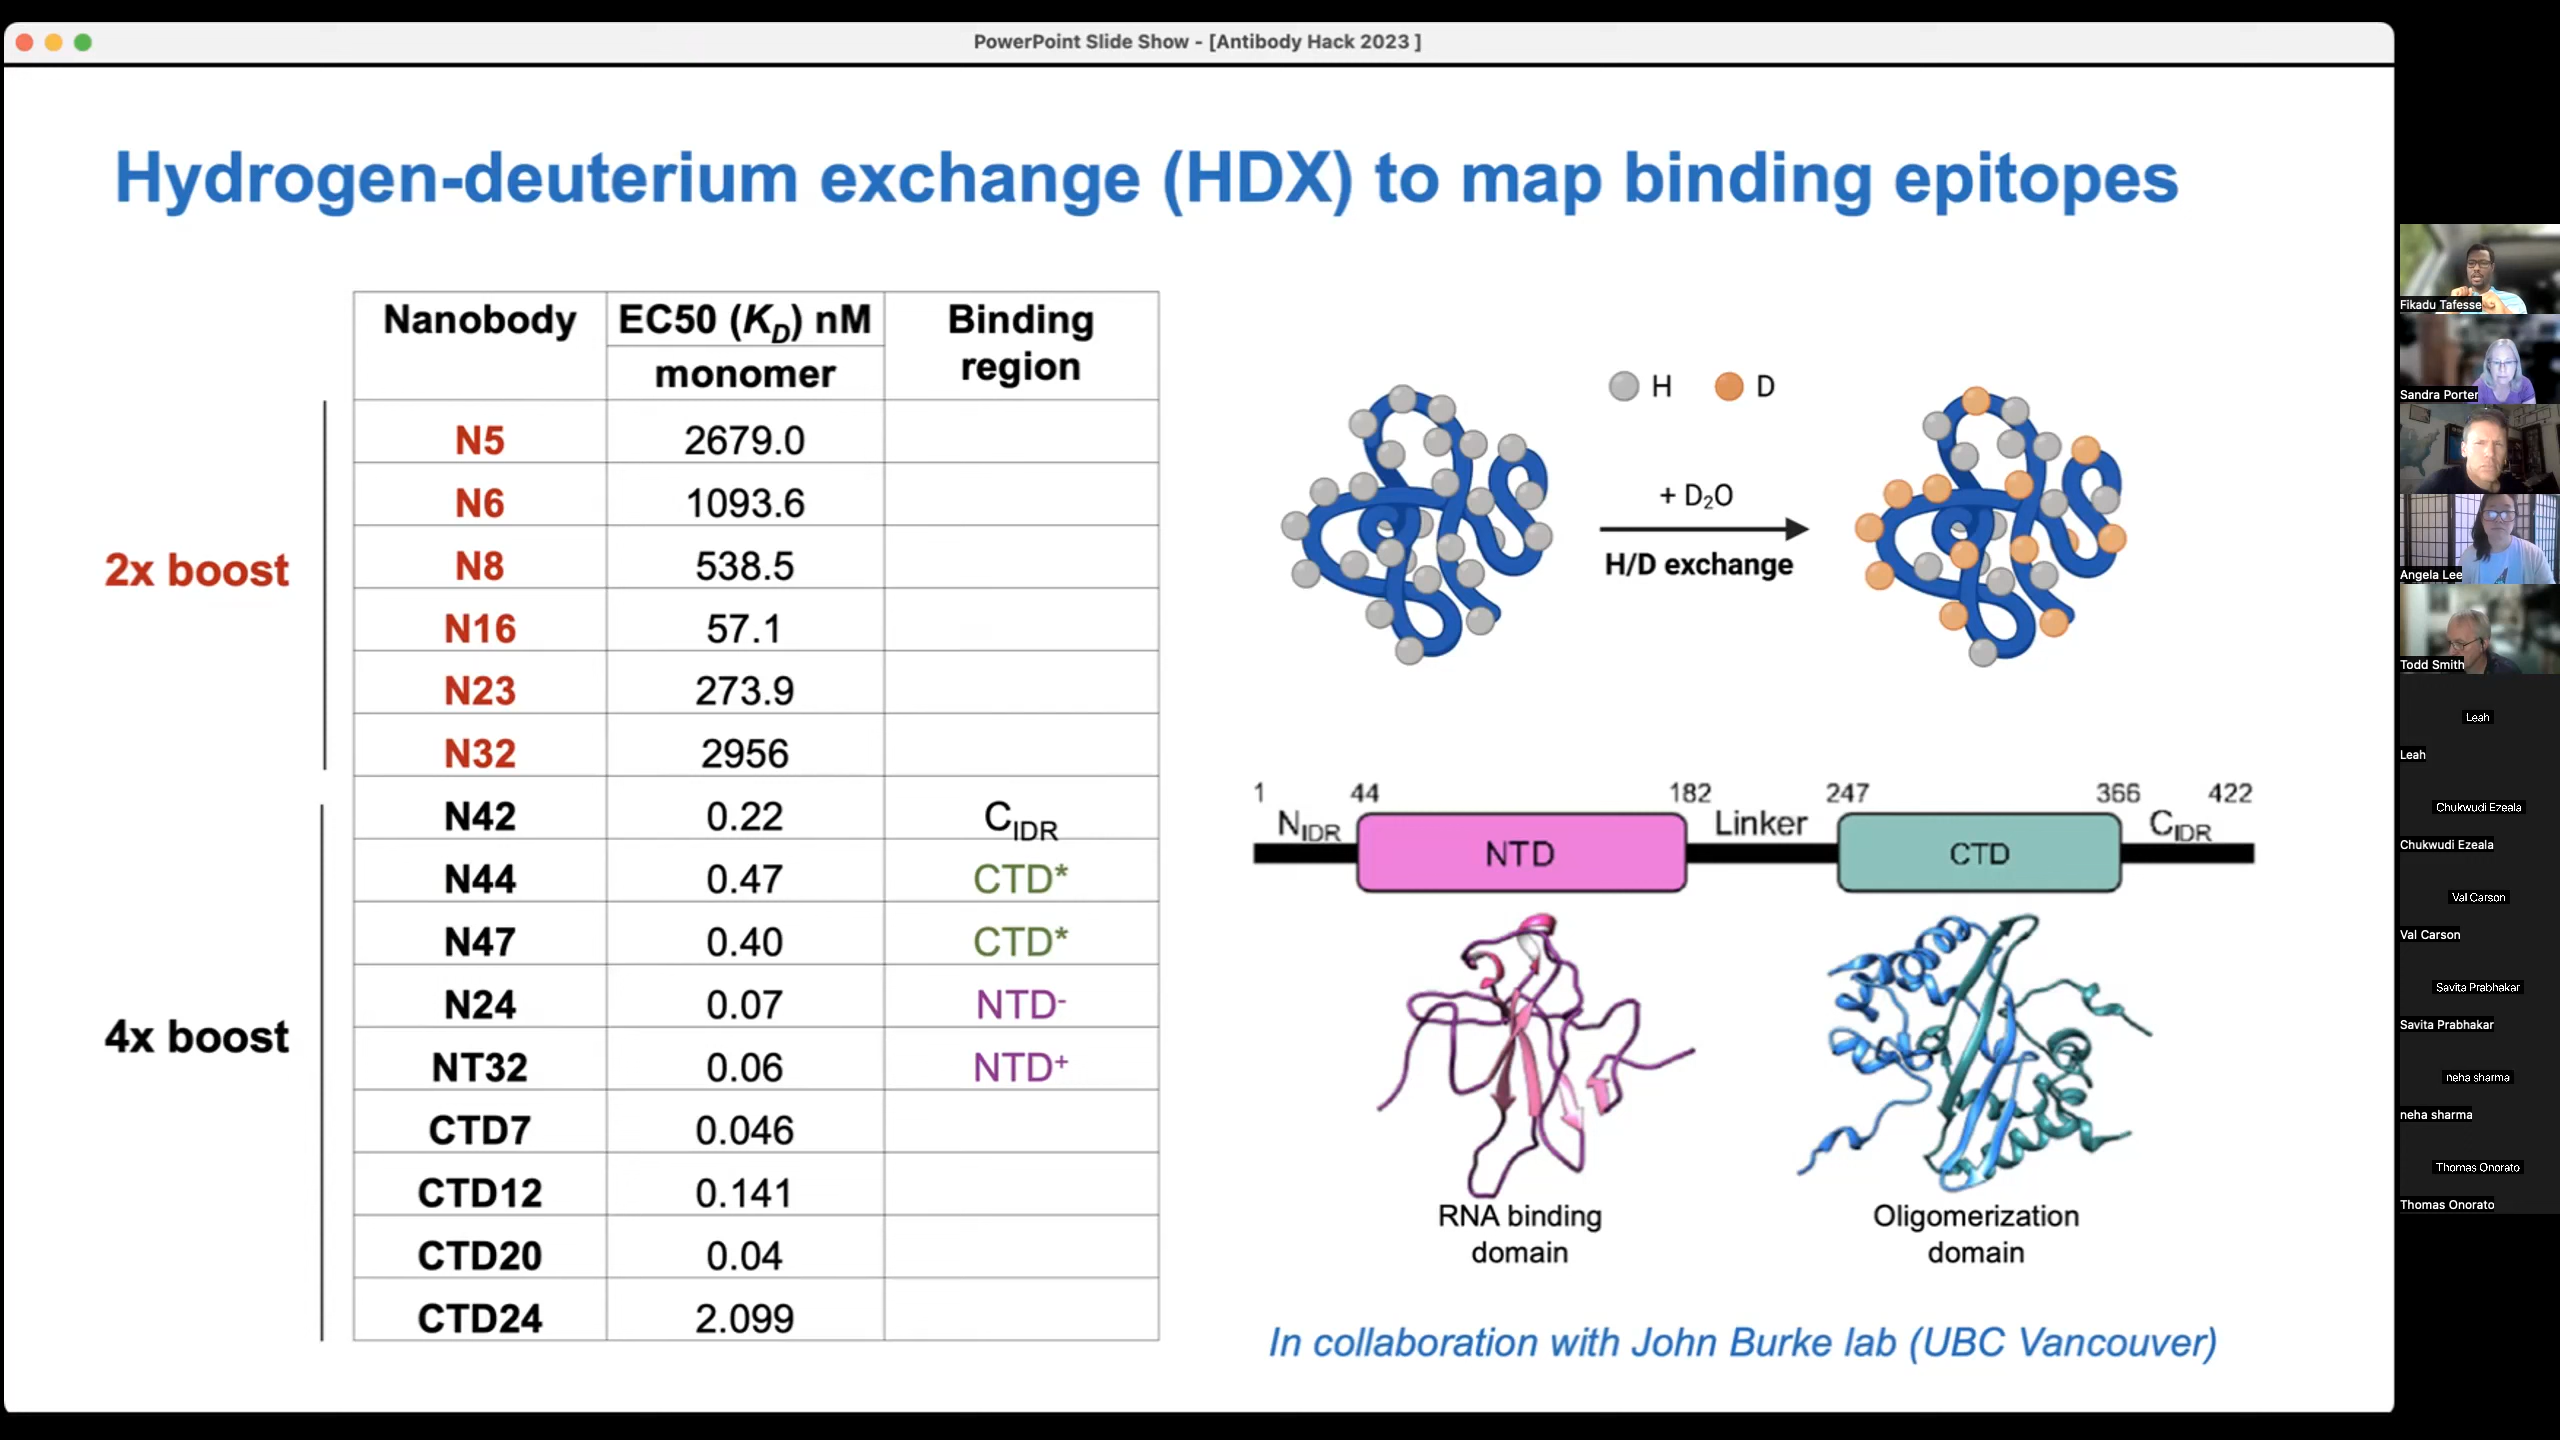 PowerPoint Slide Show - [Antibody Hack 2023 ]
Hydrogen-deuterium exchange (HDX) to map binding epitopes
Nanobody EC50 (KD) nM Binding
monomer region
2x boost
N5 2679.0
N6 1093.6
N8 538.5
N16 57.1
N23 273.9
N32 2956
4x boost
N42 0.22 CIDR
N44 0.47 CTD*
N47 0.40 CTD*
N24 0.07 NTD-
NT32 0.06 NTD+
CTD7 0.046
CTD12 0.141
CTD20 0.04
CTD24 2.099
H D
+ D₂O
H/D exchange
1 44 182 247 366 422
NIDR Linker CIDR
NTD CTD
RNA binding
domain
Oligomerization
domain
In collaboration with John Burke lab (UBC Vancouver)
Fikadu Tafesse
Sandra Porter
Angela Lee
Todd Smith
Leah
Leah
Chukwudi Ezeala
Chukwudi Ezeala
Val Carson
Val Carson
Savita Prabhakar
Savita Prabhakar
neha sharma
neha sharma
Thomas Onorato
Thomas Onorato